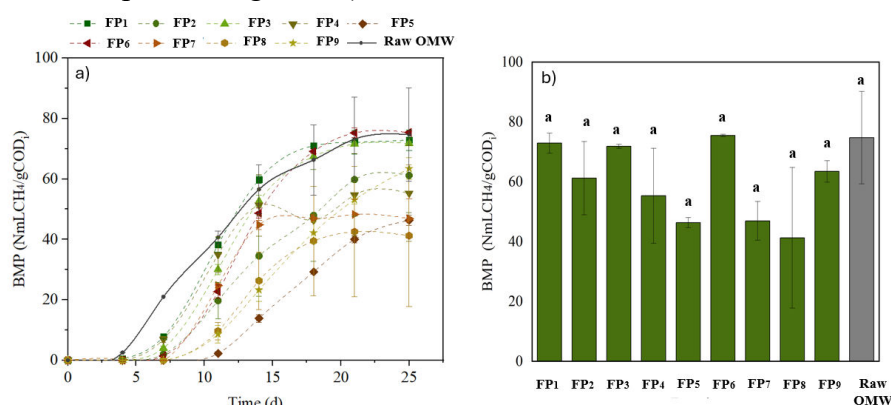 FP1 FP2 FP3 FP4 FP5
FP6 FP7 FP8 FP9 Raw OMW
a)
100
80
60
40
20
0
BMP (NmLCH4/gCODi)
0 5 10 15 20 25
Time (d)
b)
100
80
60
40
20
0
BMP (NmLCH4/gCODi)
a a a a a a a a a a
FP1 FP2 FP3 FP4 FP5 FP6 FP7 FP8 FP9 Raw
OMW